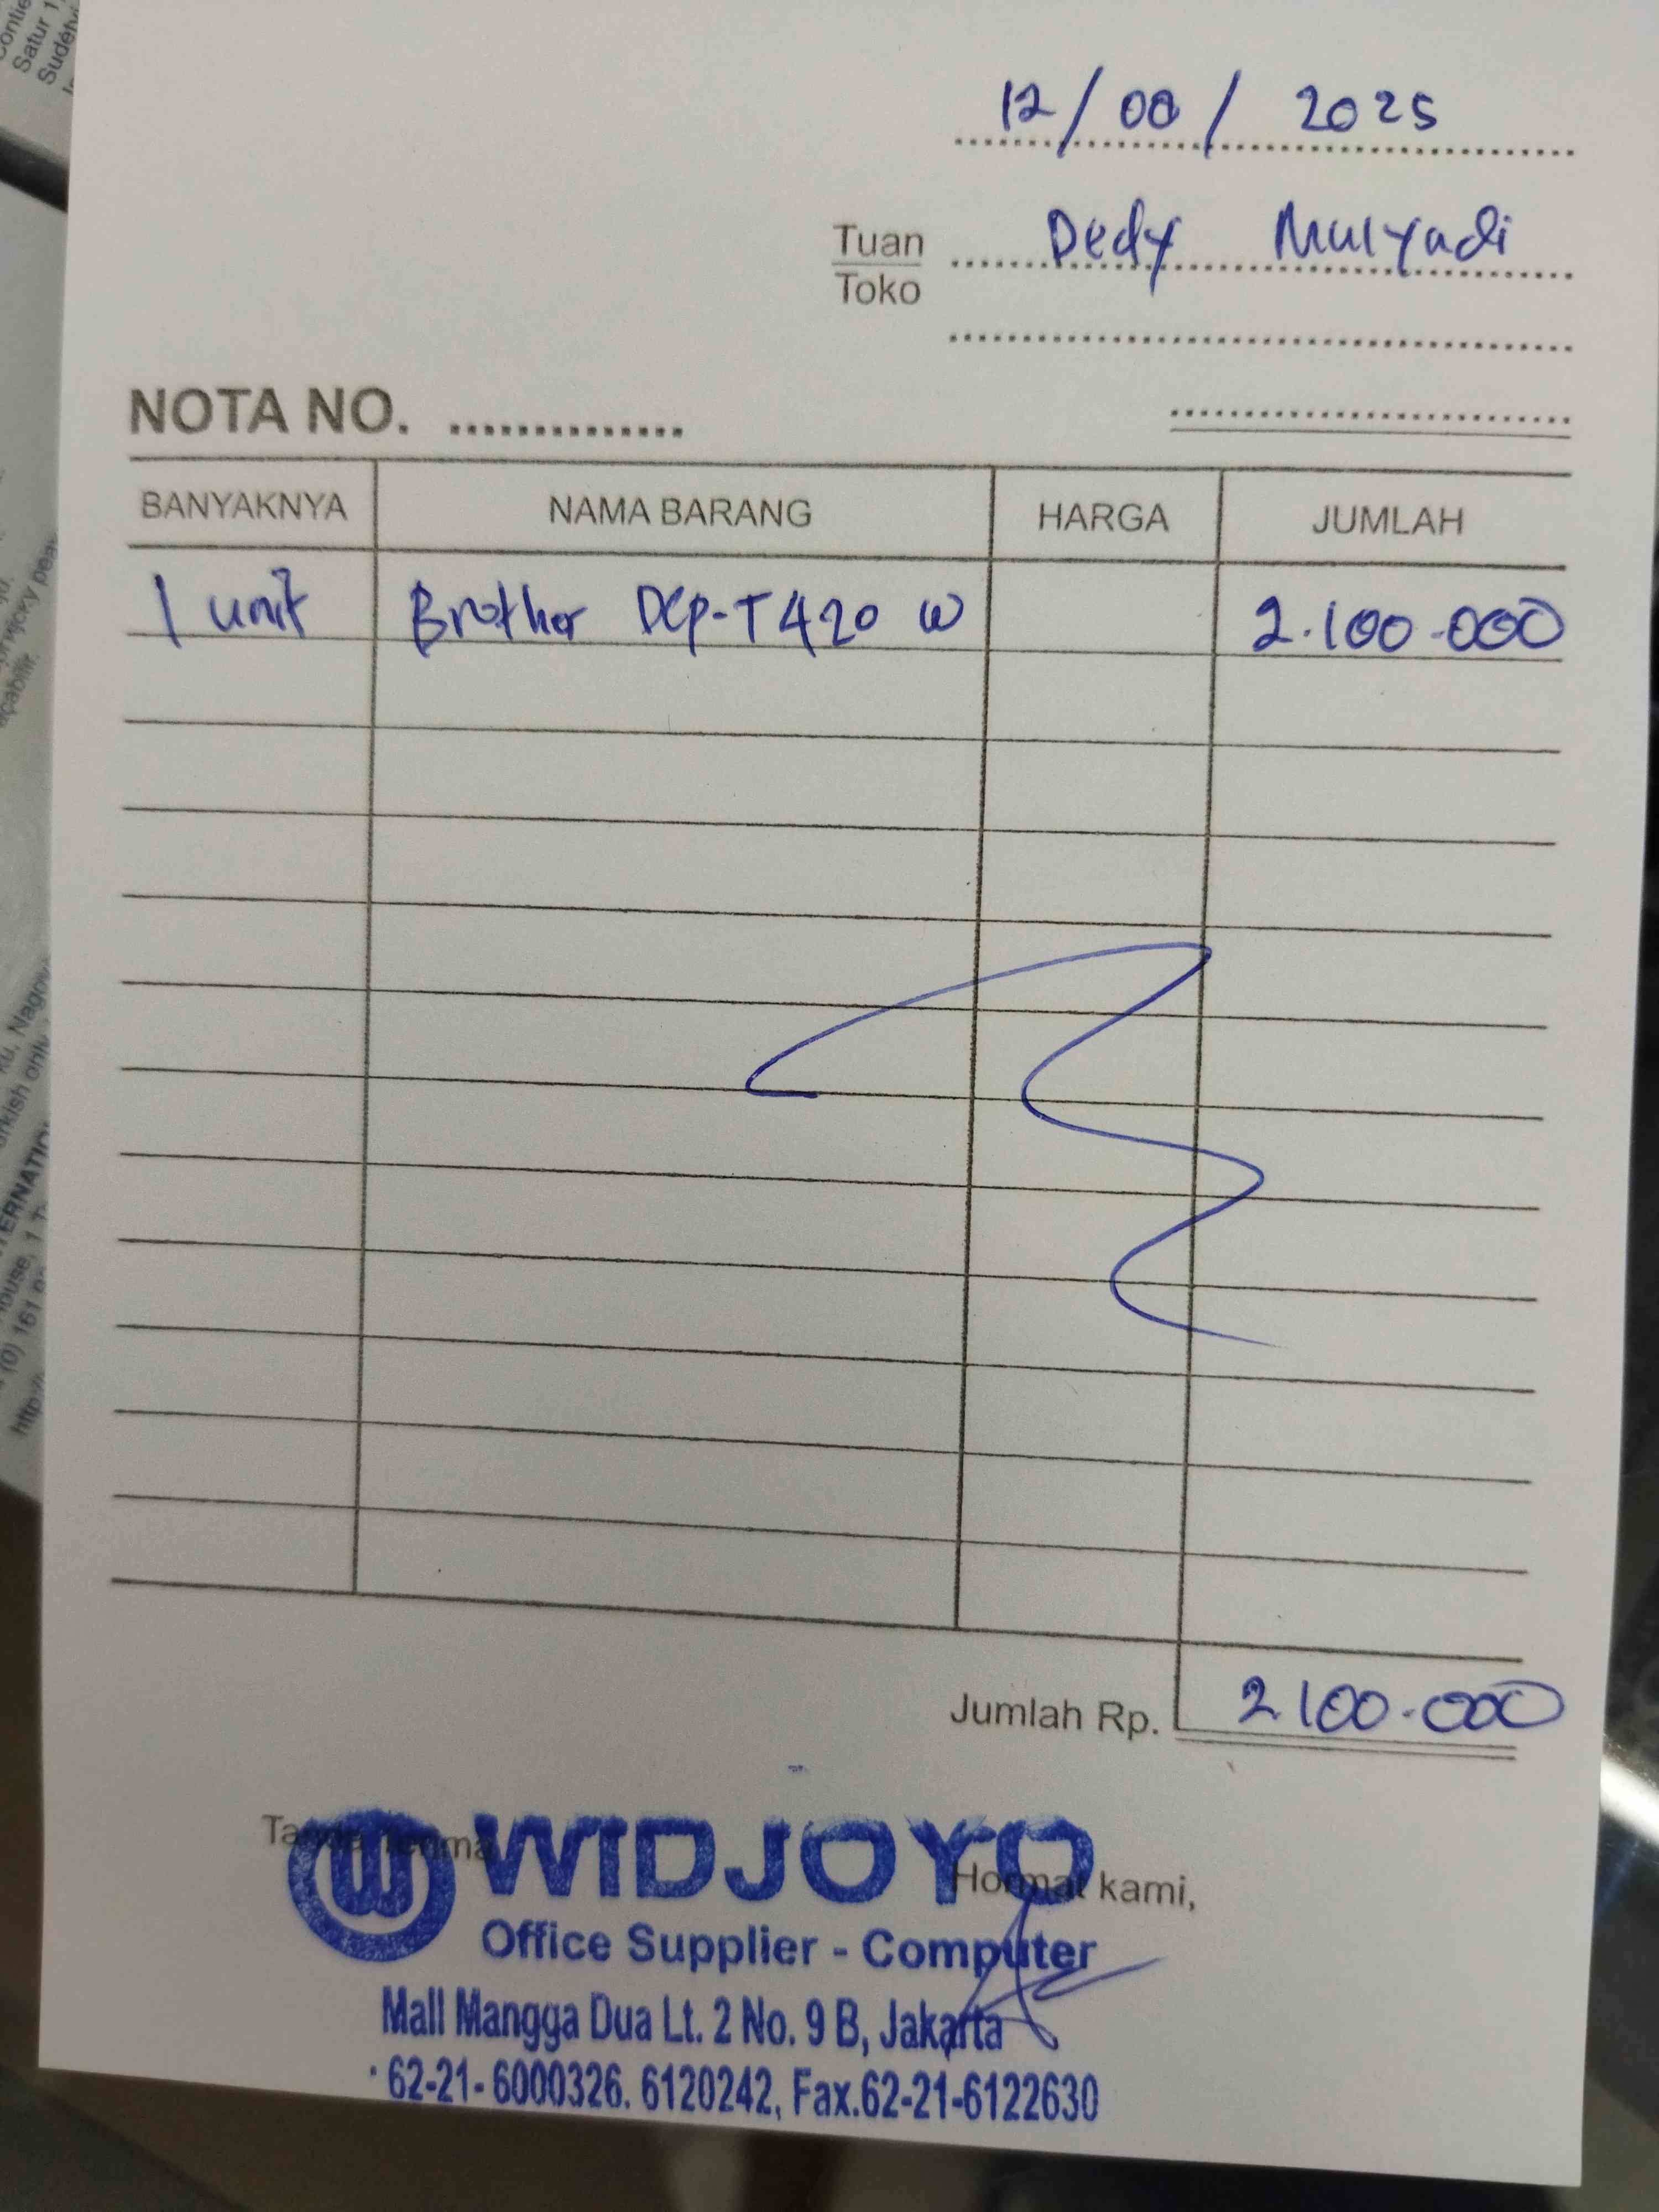 12/08/2025
Tuan Dedy Mulyadi
Toko
NOTA NO.
BANYAKNYA NAMA BARANG HARGA JUMLAH
1 unit Brother DCP-T420 W 2.100.000
Jumlah Rp. 2.100.000
Tanda Terima
Hormat kami,
WIDJOYO
Office Supplier - Computer
Mall Mangga Dua Lt. 2 No. 9 B, Jakarta
62-21-6000326. 6120242, Fax.62-21-6122630